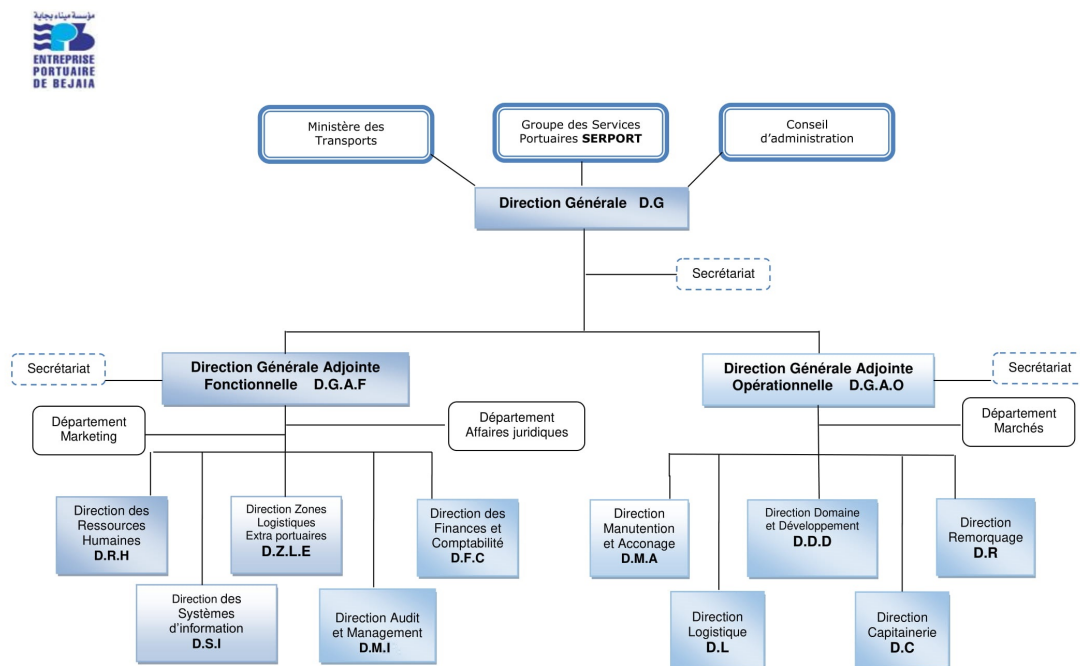 مؤسسة ميناء بجاية
ENTREPRISE
PORTUAIRE
DE BEJAIA
Ministère des
Transports
Groupe des Services
Portuaires SERPORT
Conseil
d'administration
Direction Générale D.G
Secrétariat
Secrétariat
Direction Générale Adjointe
Fonctionnelle D.G.A.F
Direction Générale Adjointe
Opérationnelle D.G.A.O
Secrétariat
Département
Marketing
Département
Affaires juridiques
Département
Marchés
Direction des
Ressources
Humaines
D.R.H
Direction Zones
Logistiques
Extra portuaires
D.Z.L.E
Direction des
Finances et
Comptabilité
D.F.C
Direction
Manutention
et Acconage
D.M.A
Direction Domaine
et Développement
D.D.D
Direction
Remorquage
D.R
Direction des
Systèmes
d'information
D.S.I
Direction Audit
et Management
D.M.I
Direction
Logistique
D.L
Direction
Capitainerie
D.C